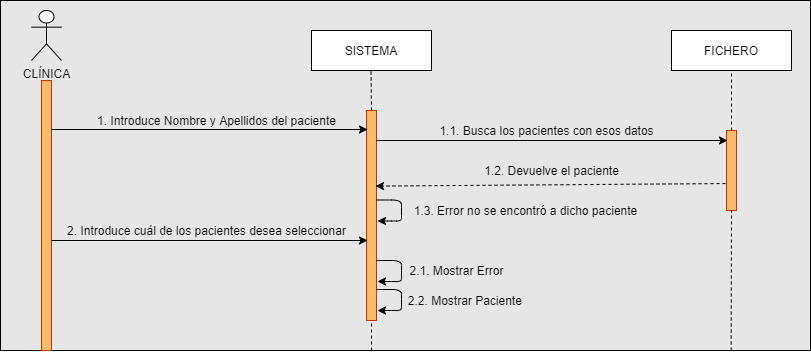 CLÍNICA
SISTEMA
FICHERO
1. Introduce Nombre y Apellidos del paciente
1.1. Busca los pacientes con esos datos
1.2. Devuelve el paciente
1.3. Error no se encontró a dicho paciente
2. Introduce cuál de los pacientes desea seleccionar
2.1. Mostrar Error
2.2. Mostrar Paciente